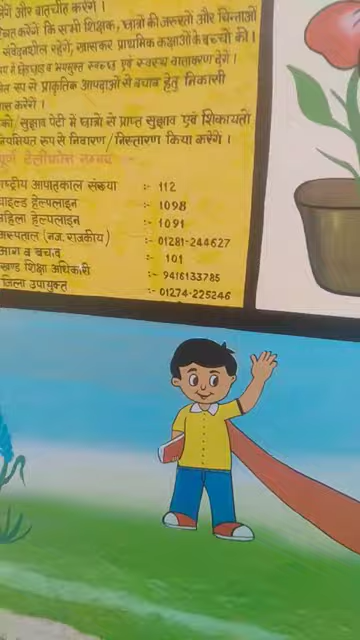 और बातचीत करेंगे ।
करेंगे कि सभी शिक्षक, छात्रों की जरूरतों और चिन्ताओं
संवेदनशील रहेंगे, खासकर प्राथमिक कक्षाओं के बच्चों की ।
स्वच्छ एवं स्वस्थ वातावरण देंगे ।
रूप से प्राकृतिक आपदाओं से बचाव हेतु निकासी
करेंगे ।
सुझाव पेटी में छात्रों से प्राप्त सुझाव एवं शिकायतों
नियमित रूप से निवारण / निस्तारण किया करेंगे ।
टेलीफोन नम्बर
राष्ट्रीय आपातकाल संख्या :- 112
चाइल्ड हेल्पलाइन :- 1098
महिला हेल्पलाइन :- 1091
अस्पताल (नज. राजकीय) :- 01281-244627
आग व बचाव :- 101
खण्ड शिक्षा अधिकारी :- 9416133785
जिला उपायुक्त :- 01274-225246